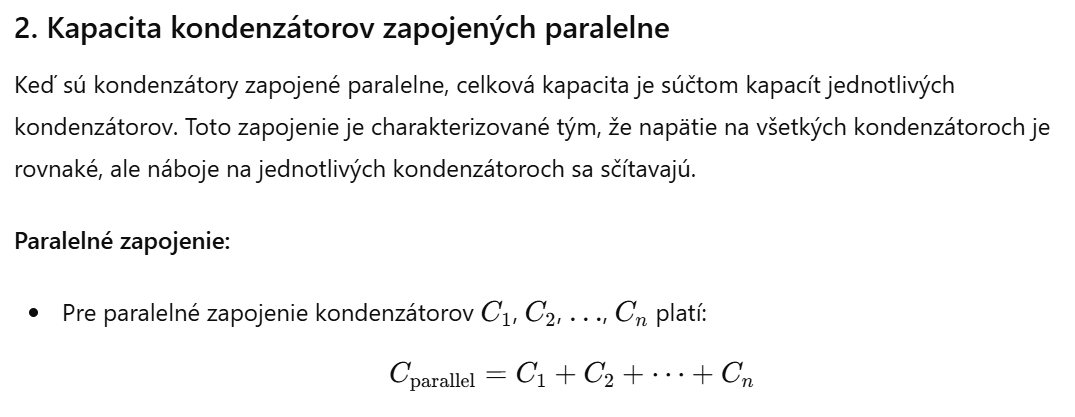 2. Kapacita kondenzátorov zapojených paralelne
Keď sú kondenzátory zapojené paralelne, celková kapacita je súčtom kapacít jednotlivých
kondenzátorov. Toto zapojenie je charakterizované tým, že napätie na všetkých kondenzátoroch je
rovnaké, ale náboje na jednotlivých kondenzátoroch sa sčítavajú.
Paralelné zapojenie:
• Pre paralelné zapojenie kondenzátorov C₁, C₂, …, Cₙ platí:
C_parallel = C₁ + C₂ + ⋯ + Cₙ